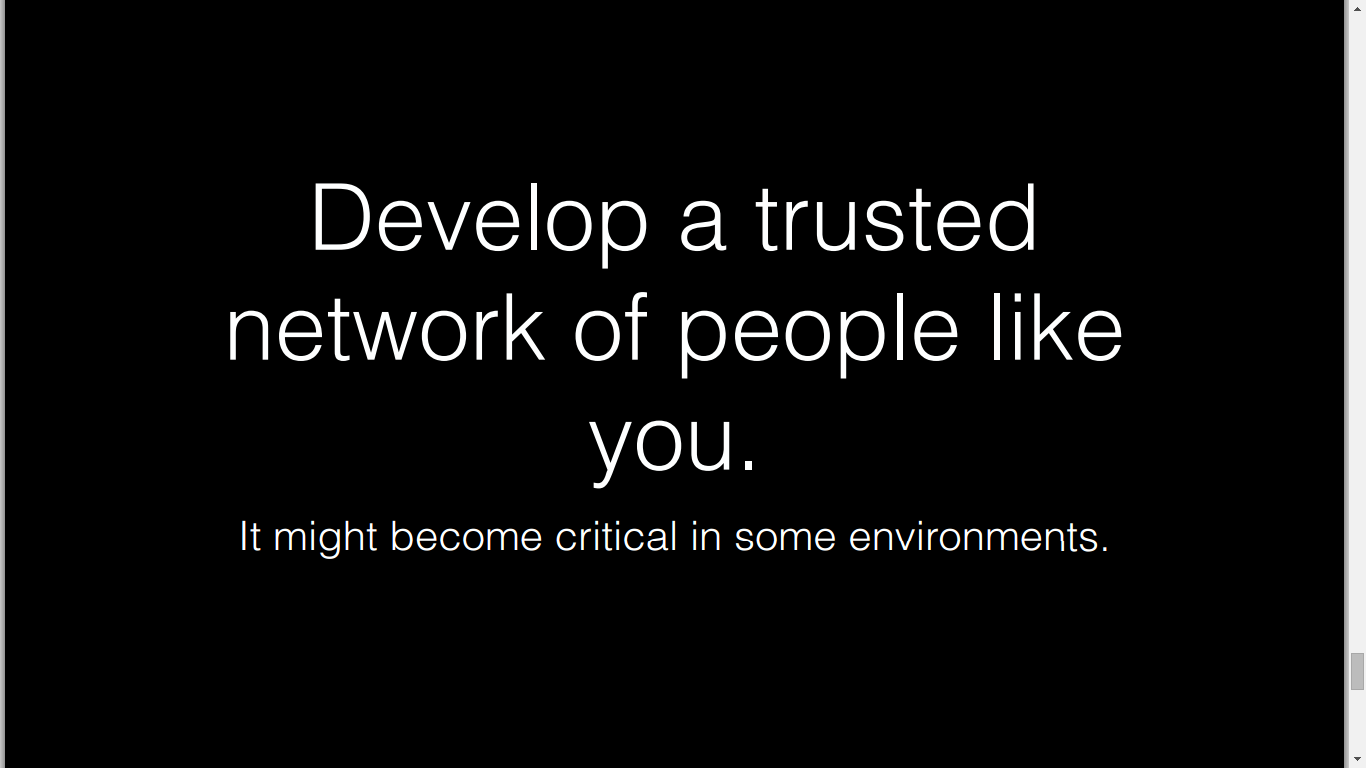 Develop a trusted
network of people like
you.
It might become critical in some environments.